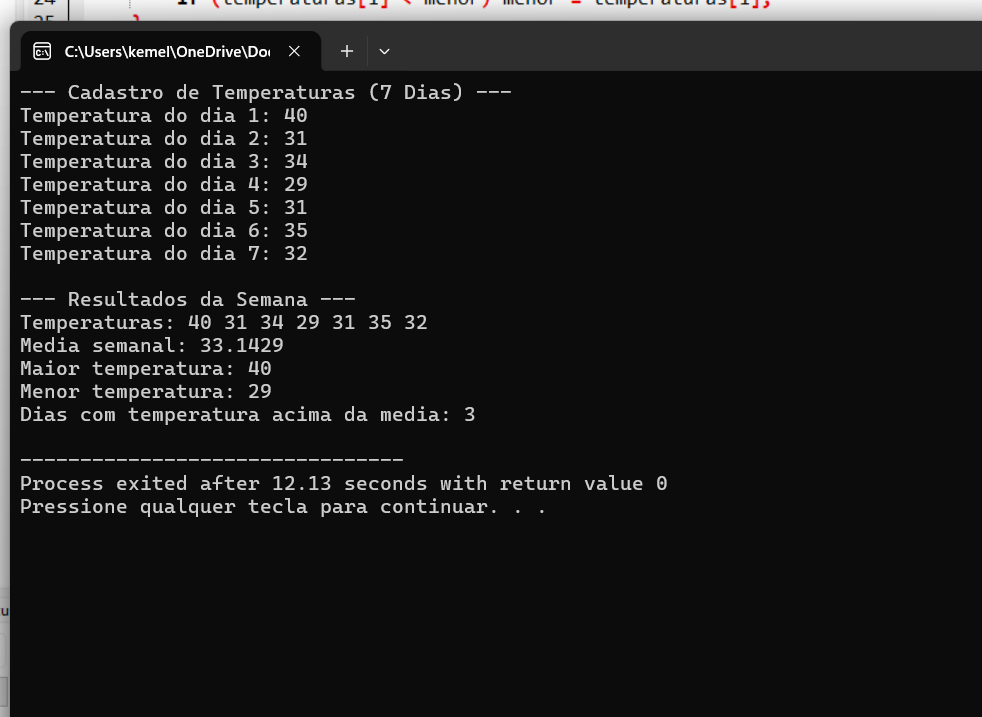 24 if (temperaturas[i] < menor) menor = temperaturas[i];
25 }
C:\Users\kemel\OneDrive\Doc
--- Cadastro de Temperaturas (7 Dias) ---
Temperatura do dia 1: 40
Temperatura do dia 2: 31
Temperatura do dia 3: 34
Temperatura do dia 4: 29
Temperatura do dia 5: 31
Temperatura do dia 6: 35
Temperatura do dia 7: 32
--- Resultados da Semana ---
Temperaturas: 40 31 34 29 31 35 32
Media semanal: 33.1429
Maior temperatura: 40
Menor temperatura: 29
Dias com temperatura acima da media: 3
--------------------------------
Process exited after 12.13 seconds with return value 0
Pressione qualquer tecla para continuar. . .